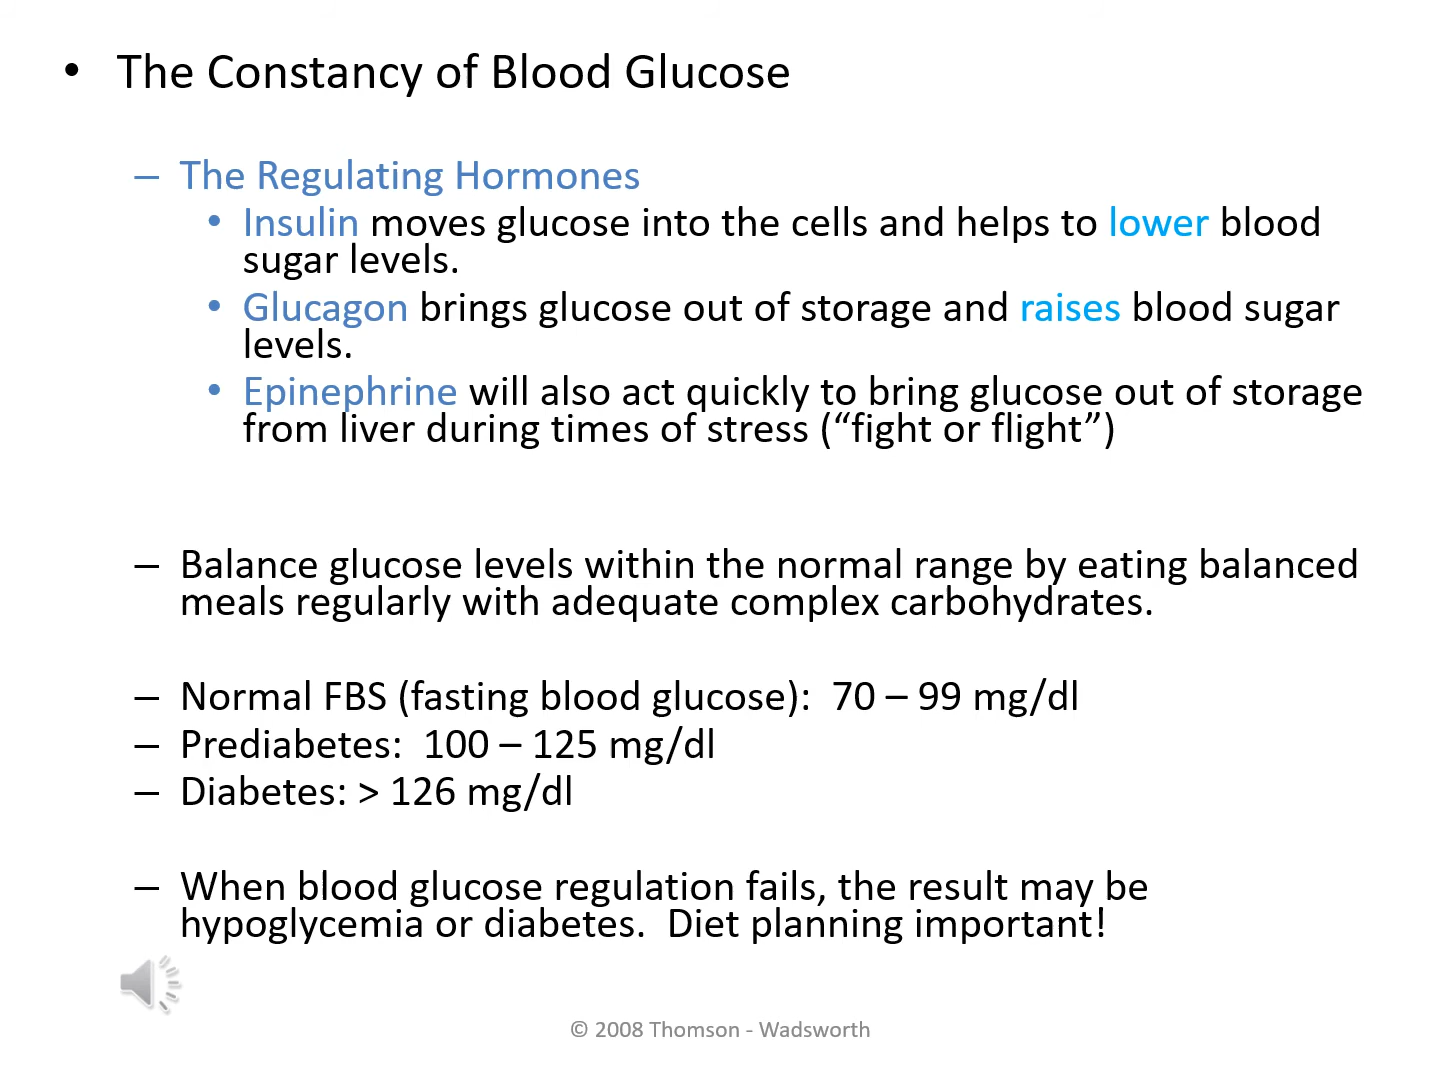 • The Constancy of Blood Glucose
– The Regulating Hormones
• Insulin moves glucose into the cells and helps to lower blood
sugar levels.
• Glucagon brings glucose out of storage and raises blood sugar
levels.
• Epinephrine will also act quickly to bring glucose out of storage
from liver during times of stress (“fight or flight”)
– Balance glucose levels within the normal range by eating balanced
meals regularly with adequate complex carbohydrates.
– Normal FBS (fasting blood glucose):  70 – 99 mg/dl
– Prediabetes:  100 – 125 mg/dl
– Diabetes: > 126 mg/dl
– When blood glucose regulation fails, the result may be
hypoglycemia or diabetes.  Diet planning important!
© 2008 Thomson - Wadsworth